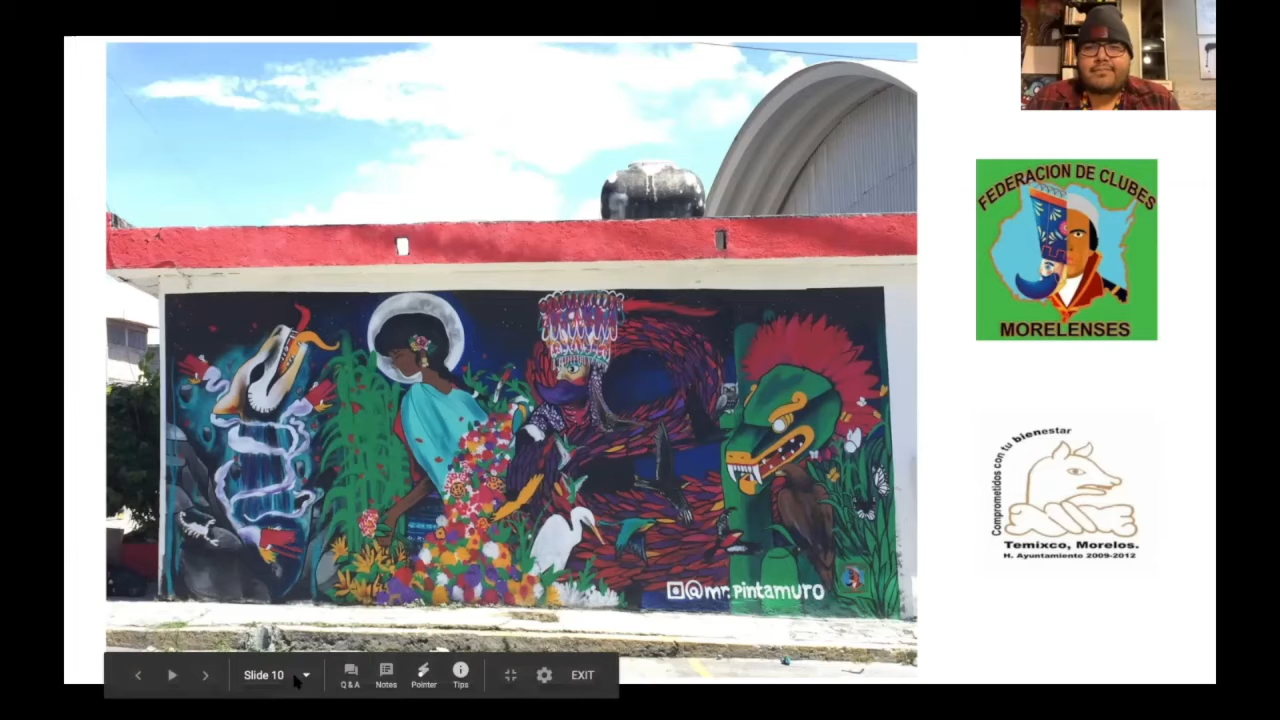 FEDERACION DE CLUBES
MORELENSES
Comprometidos con tu bienestar
Temixco, Morelos.
H. Ayuntamiento 2009-2012
@mr.pintamuro
Slide 10
Q & A
Notes
Pointer
Tips
EXIT